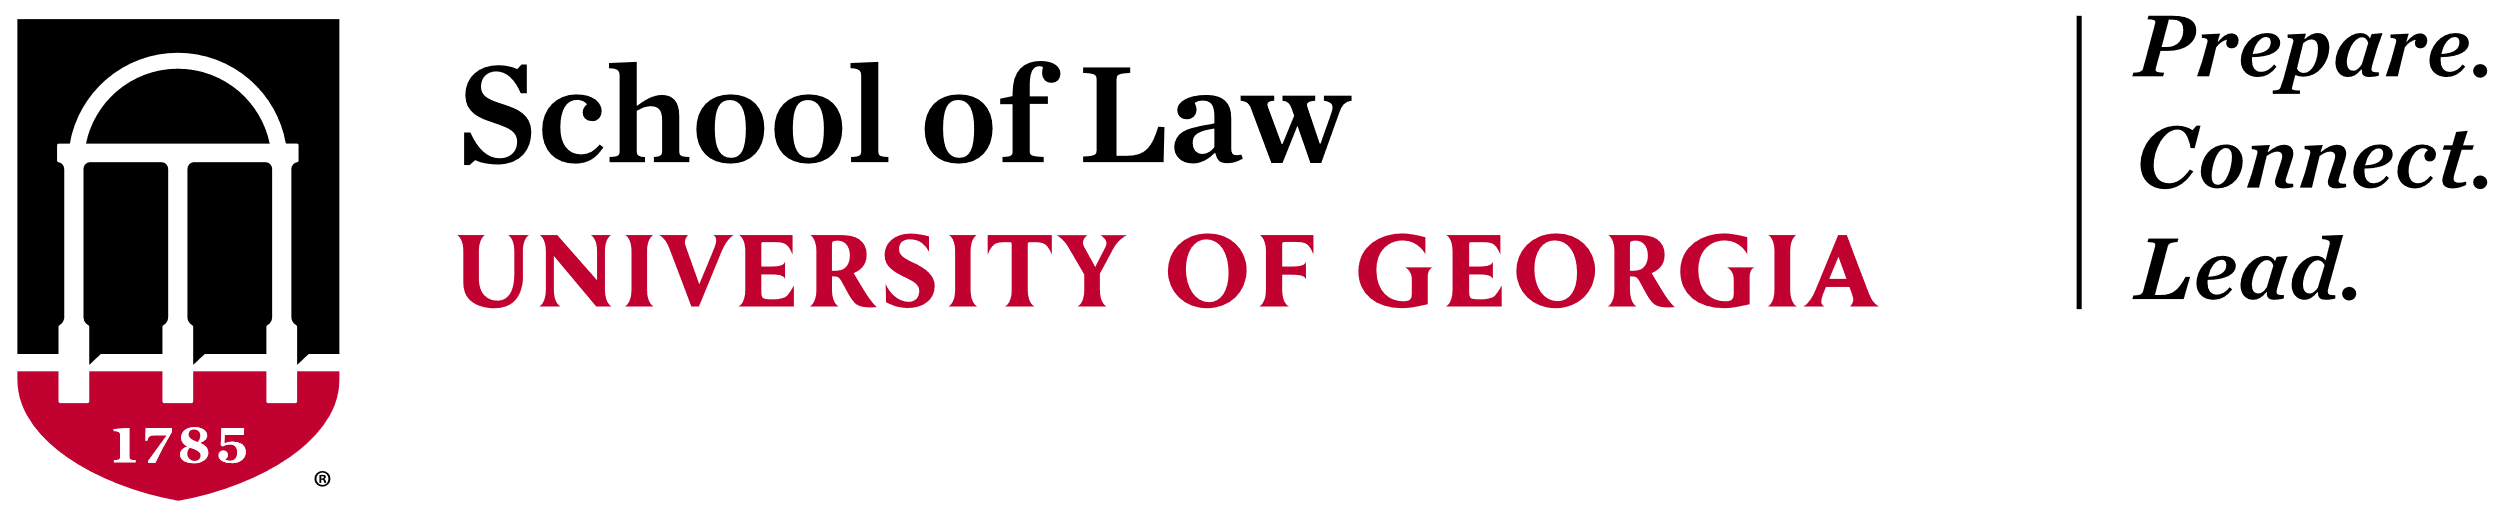 School of Law
UNIVERSITY OF GEORGIA
Prepare.
Connect.
Lead.
1785
®